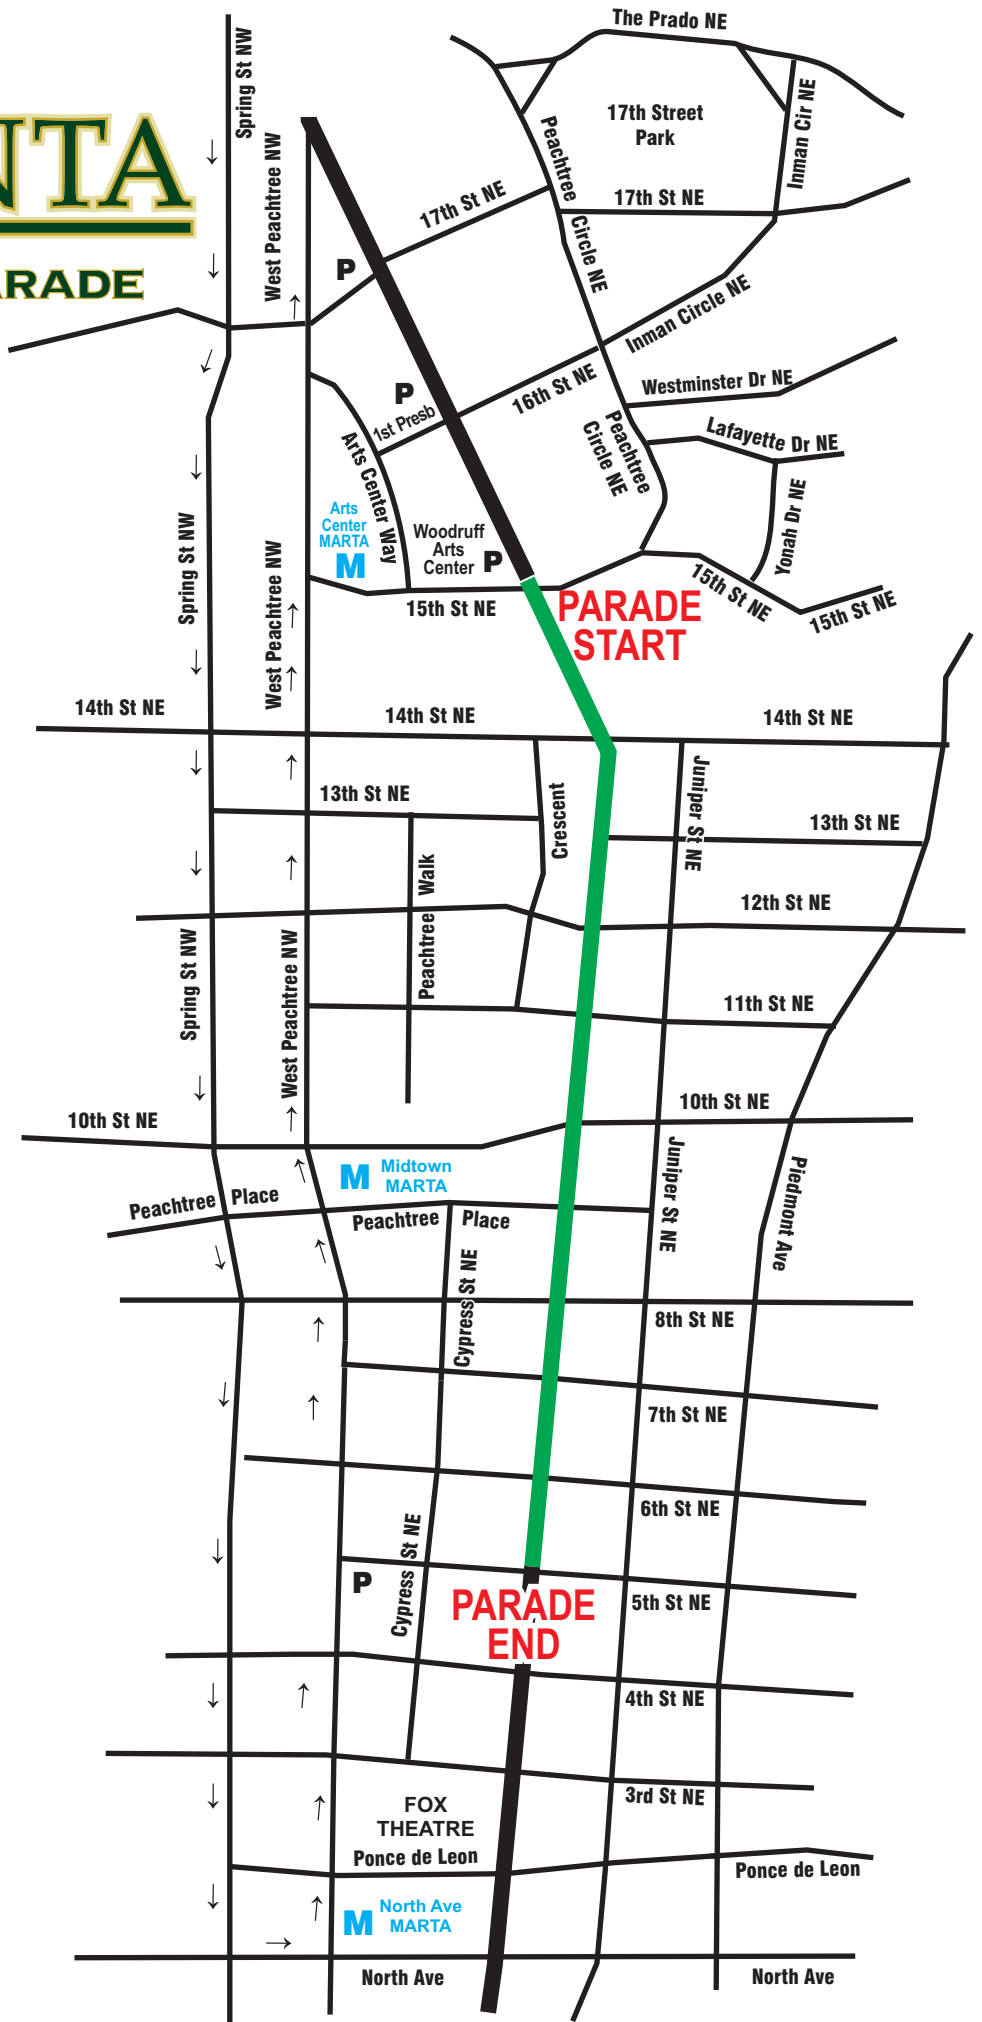 The Prado NE
Spring St NW
NTA
17th Street
Park
Inman Cir NE
Peachtree
Circle NE
West Peachtree NW
17th St NE
17th St NE
ARADE
P
Inman Circle NE
16th St NE
Westminster Dr NE
P
1st Presb
Peachtree
Circle NE
Lafayette Dr NE
Arts Center Way
Yonah Dr NE
Arts
Center
MARTA
M
Woodruff
Arts
Center
P
Spring St NW
West Peachtree NW
15th St NE
15th St NE
15th St NE
PARADE
START
14th St NE
14th St NE
14th St NE
13th St NE
Crescent
Juniper St NE
13th St NE
Peachtree Walk
12th St NE
Spring St NW
West Peachtree NW
11th St NE
10th St NE
10th St NE
M
Midtown
MARTA
Juniper St NE
Piedmont Ave
Peachtree Place
Peachtree Place
Cypress St NE
8th St NE
7th St NE
6th St NE
Cypress St NE
P
5th St NE
PARADE
END
4th St NE
3rd St NE
FOX
THEATRE
Ponce de Leon
Ponce de Leon
M
North Ave
MARTA
North Ave
North Ave